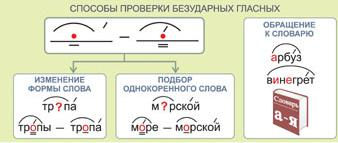 СПОСОБЫ ПРОВЕРКИ БЕЗУДАРНЫХ ГЛАСНЫХ
—
ИЗМЕНЕНИЕ
ФОРМЫ СЛОВА
тр?па
тропы — тропа
ПОДБОР
ОДНОКОРЕННОГО СЛОВА
м?рской
море — морской
ОБРАЩЕНИЕ
К СЛОВАРЮ
арбуз
винегрет
Словарь
а-я